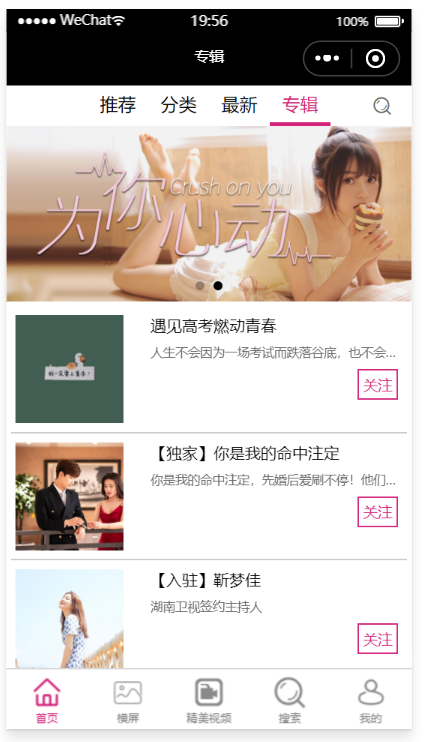 WeChat 19:56 100%
专辑
推荐 分类 最新 专辑
Crush on you
为你心动
遇见高考燃动青春
人生不会因为一场考试而跌落谷底，也不会...
关注
【独家】你是我的命中注定
你是我的命中注定，先婚后爱刷不停！他们...
关注
【入驻】靳梦佳
湖南卫视签约主持人
关注
首页 横屏 精美视频 搜索 我的